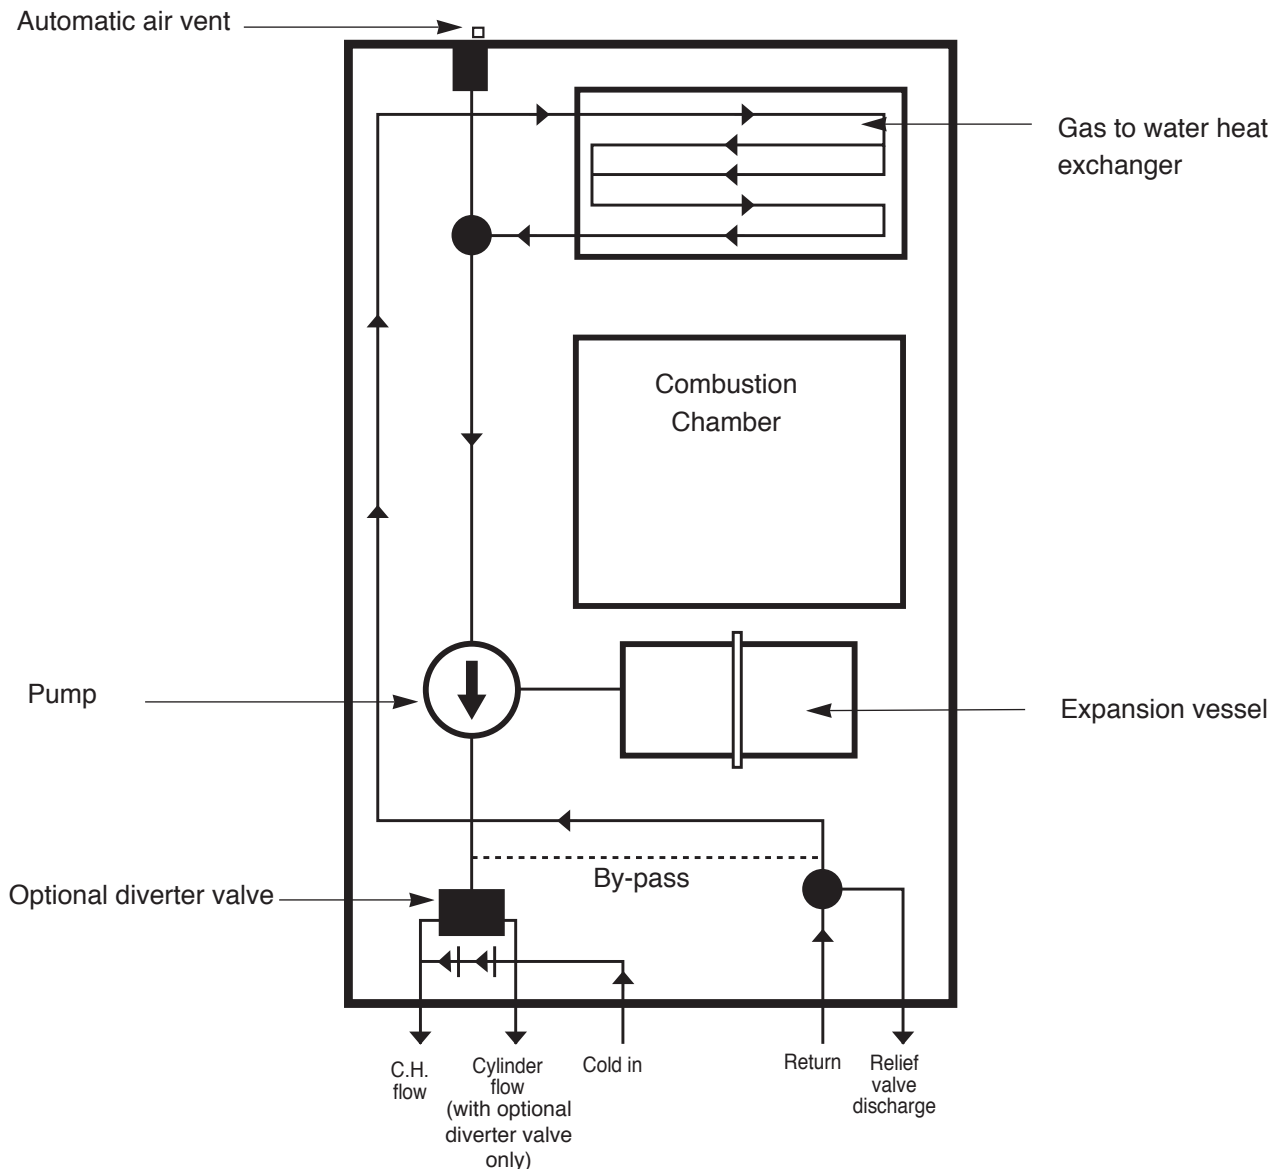 Automatic air vent
Gas to water heat
exchanger
Combustion
Chamber
Pump
Expansion vessel
By-pass
Optional diverter valve
C.H.
flow
Cylinder
flow
(with optional
diverter valve
only)
Cold in
Return
Relief
valve
discharge